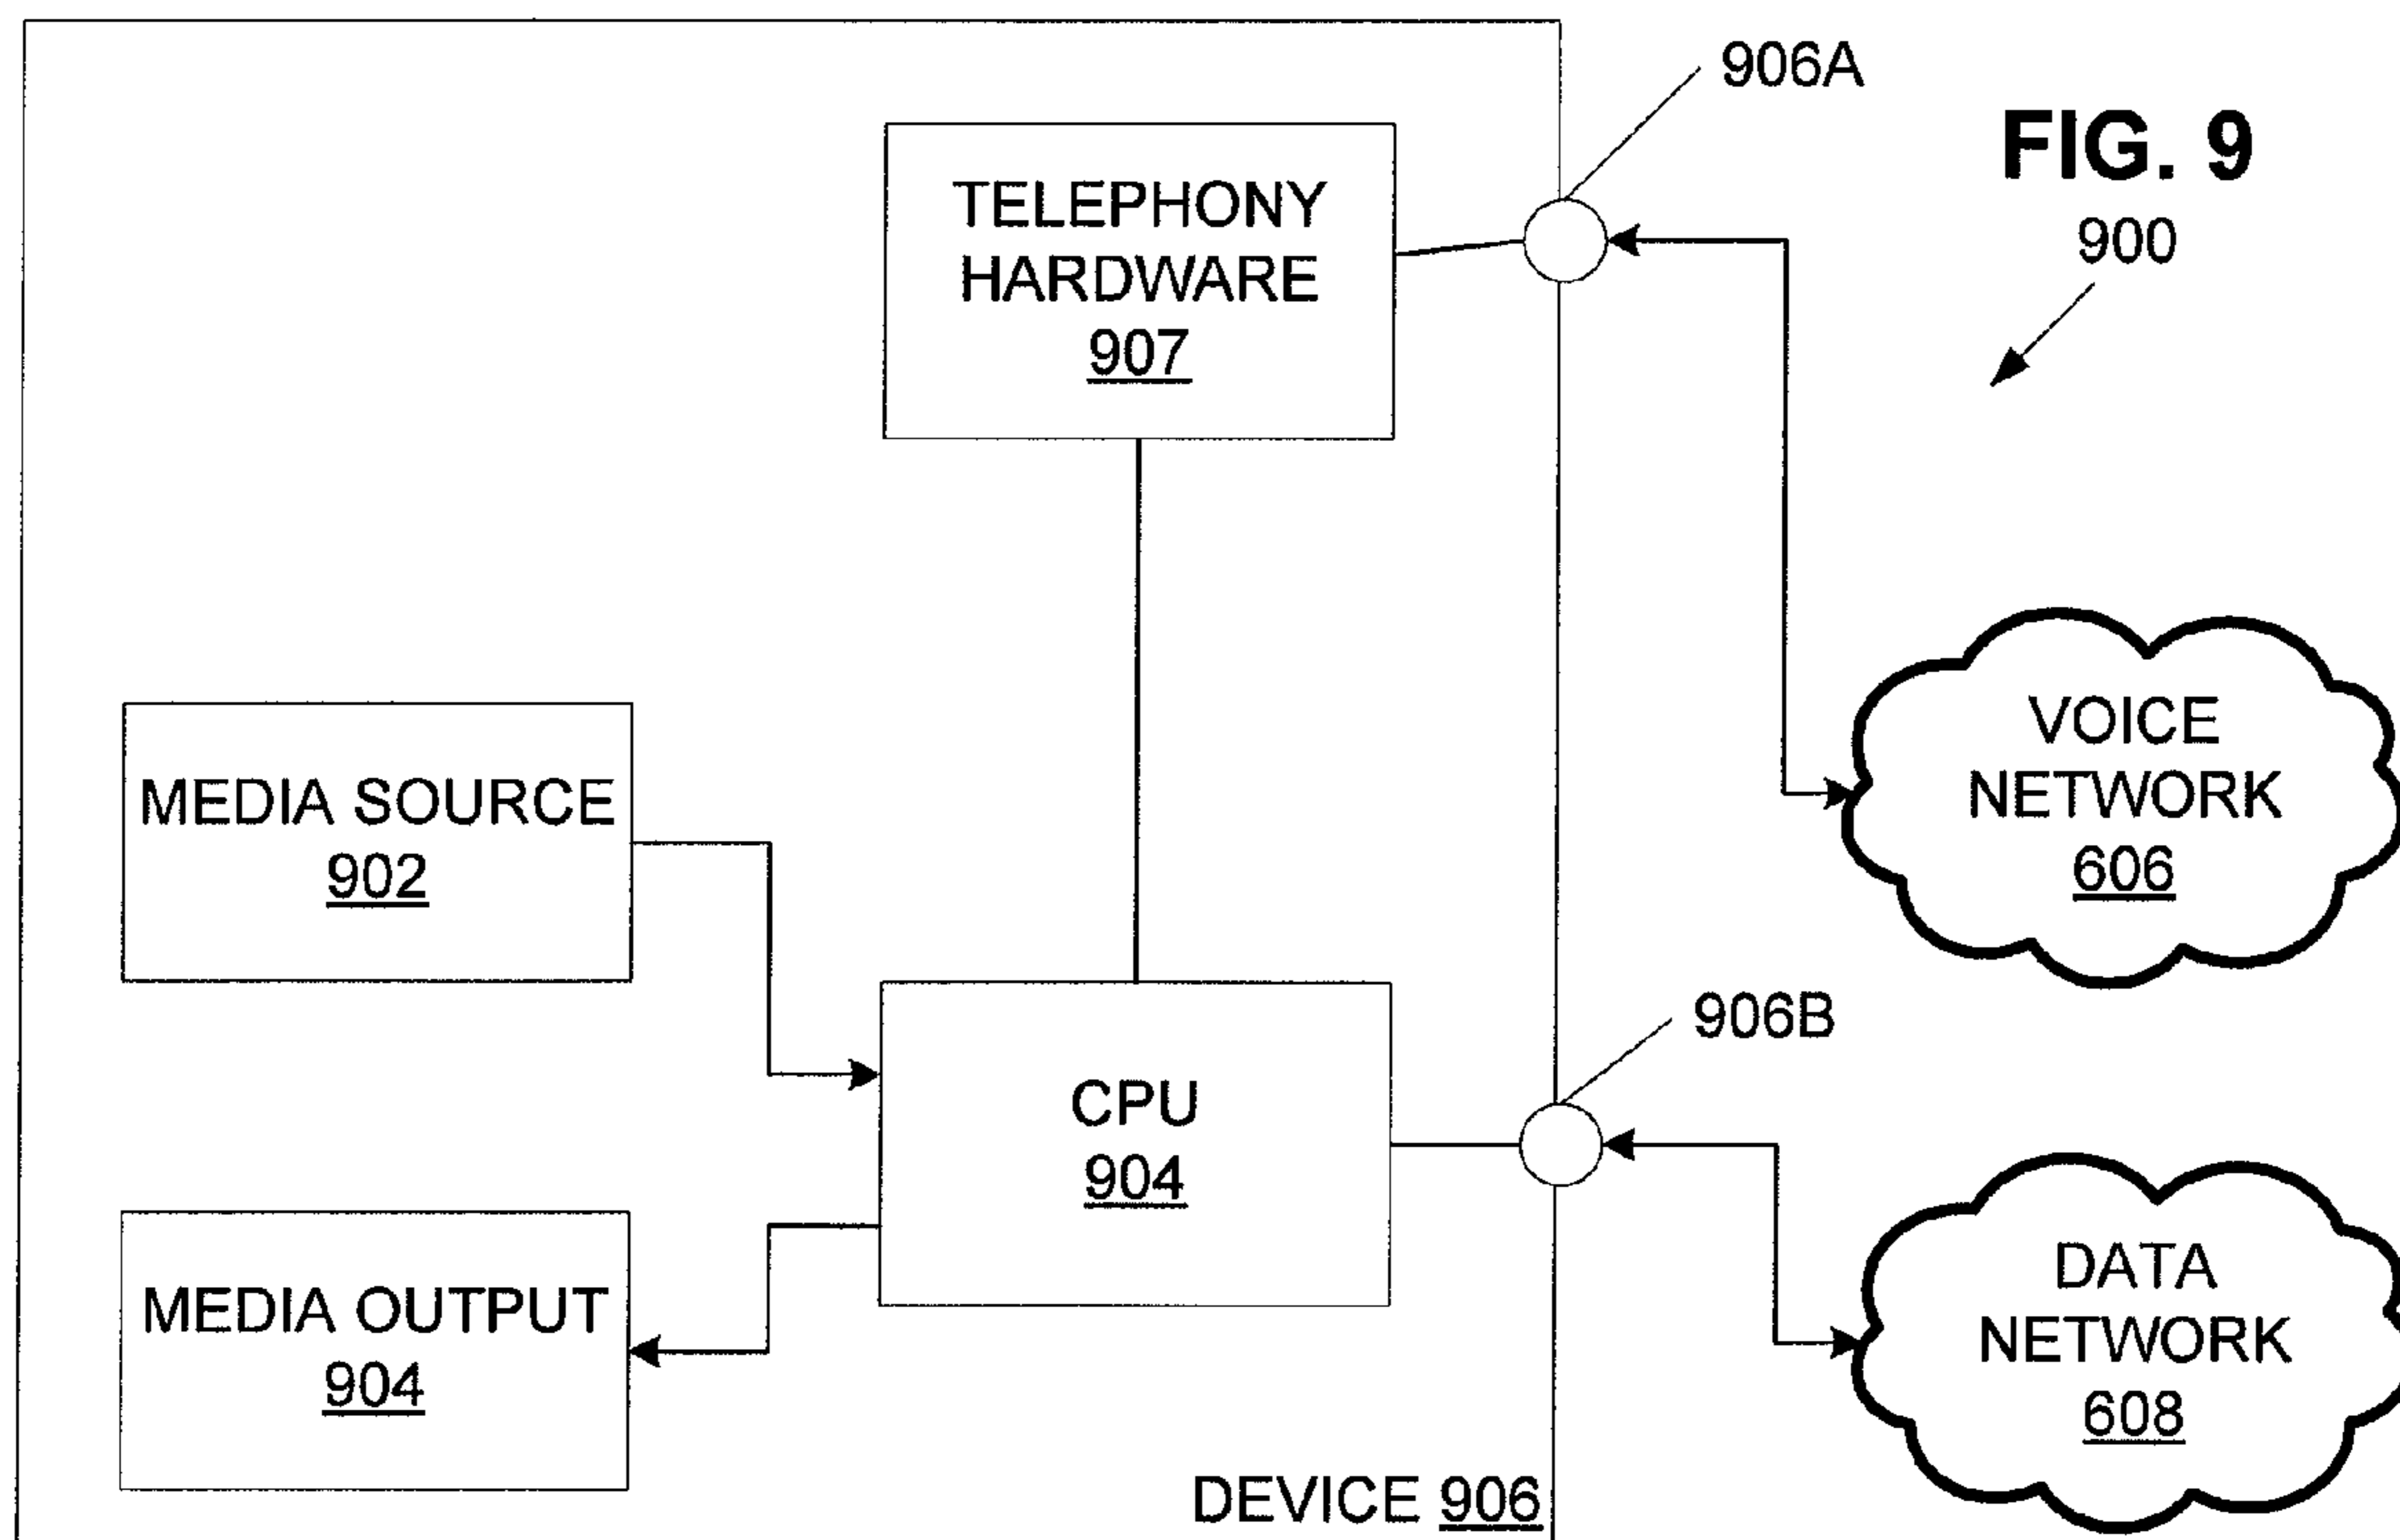 906A
FIG. 9
900
TELEPHONY
HARDWARE
907
VOICE
NETWORK
606
MEDIA SOURCE
902
906B
CPU
904
DATA
NETWORK
608
MEDIA OUTPUT
904
DEVICE 906